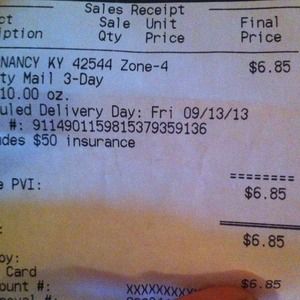 Sales Receipt
ct Sale Unit Final
iption Qty Price Price
NANCY KY 42544 Zone-4 $6.85
ty Mail 3-Day
10.00 oz.
uled Delivery Day: Fri 09/13/13
#: 9114901159815379359136
des $50 insurance
========
e PVI: $6.85
: $6.85
by:
Card $6.85
ount #: XXXXXXXXXX